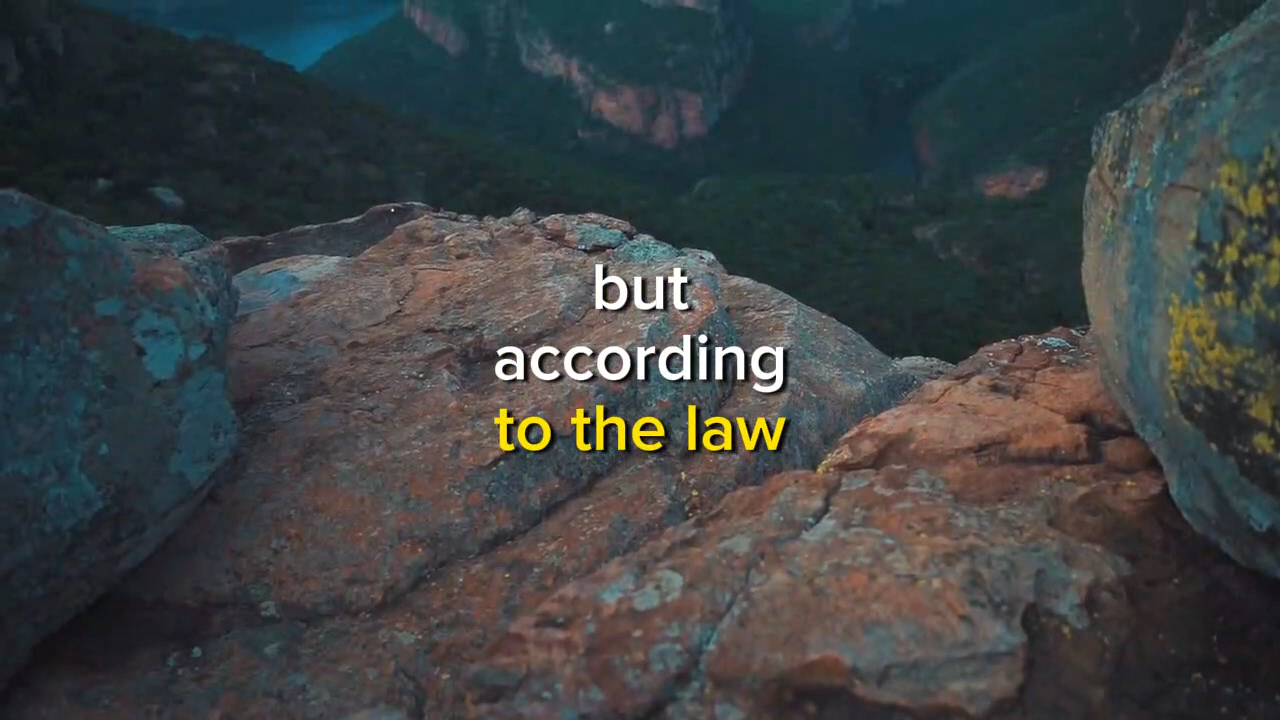 but
according
to the law